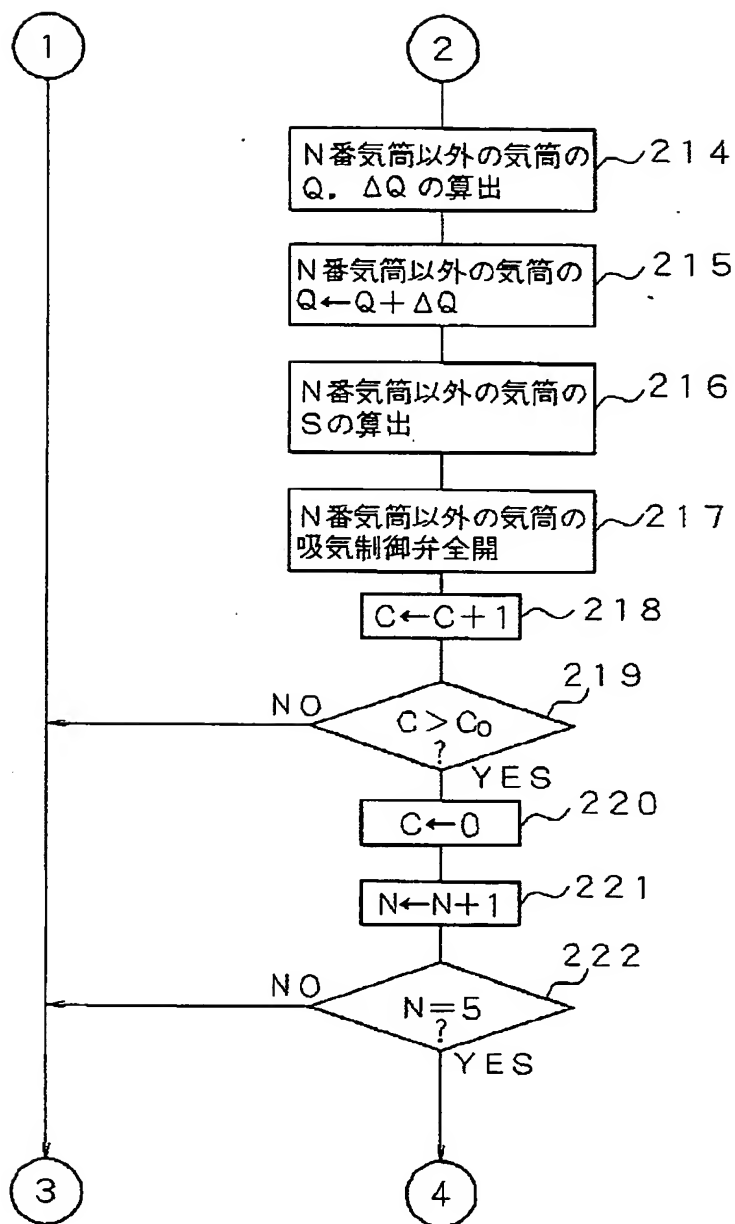 1
2
N番気筒以外の気筒の
Q. ΔQの算出
214
N番気筒以外の気筒の
Q←Q+ΔQ
215
N番気筒以外の気筒の
Sの算出
216
N番気筒以外の気筒の
吸気制御弁全開
217
C←C+1
218
219
NO
C>C₀
?
YES
C←0
220
N←N+1
221
222
NO
N=5
?
YES
3
4